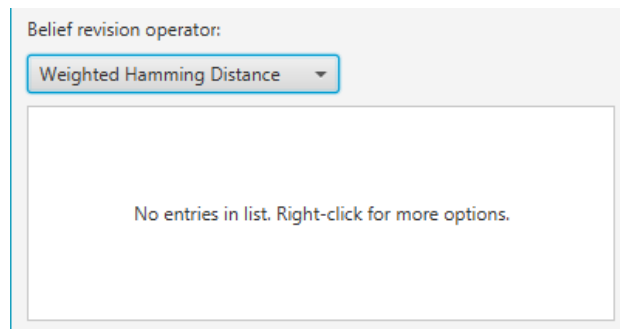 Belief revision operator:
Weighted Hamming Distance
No entries in list. Right-click for more options.